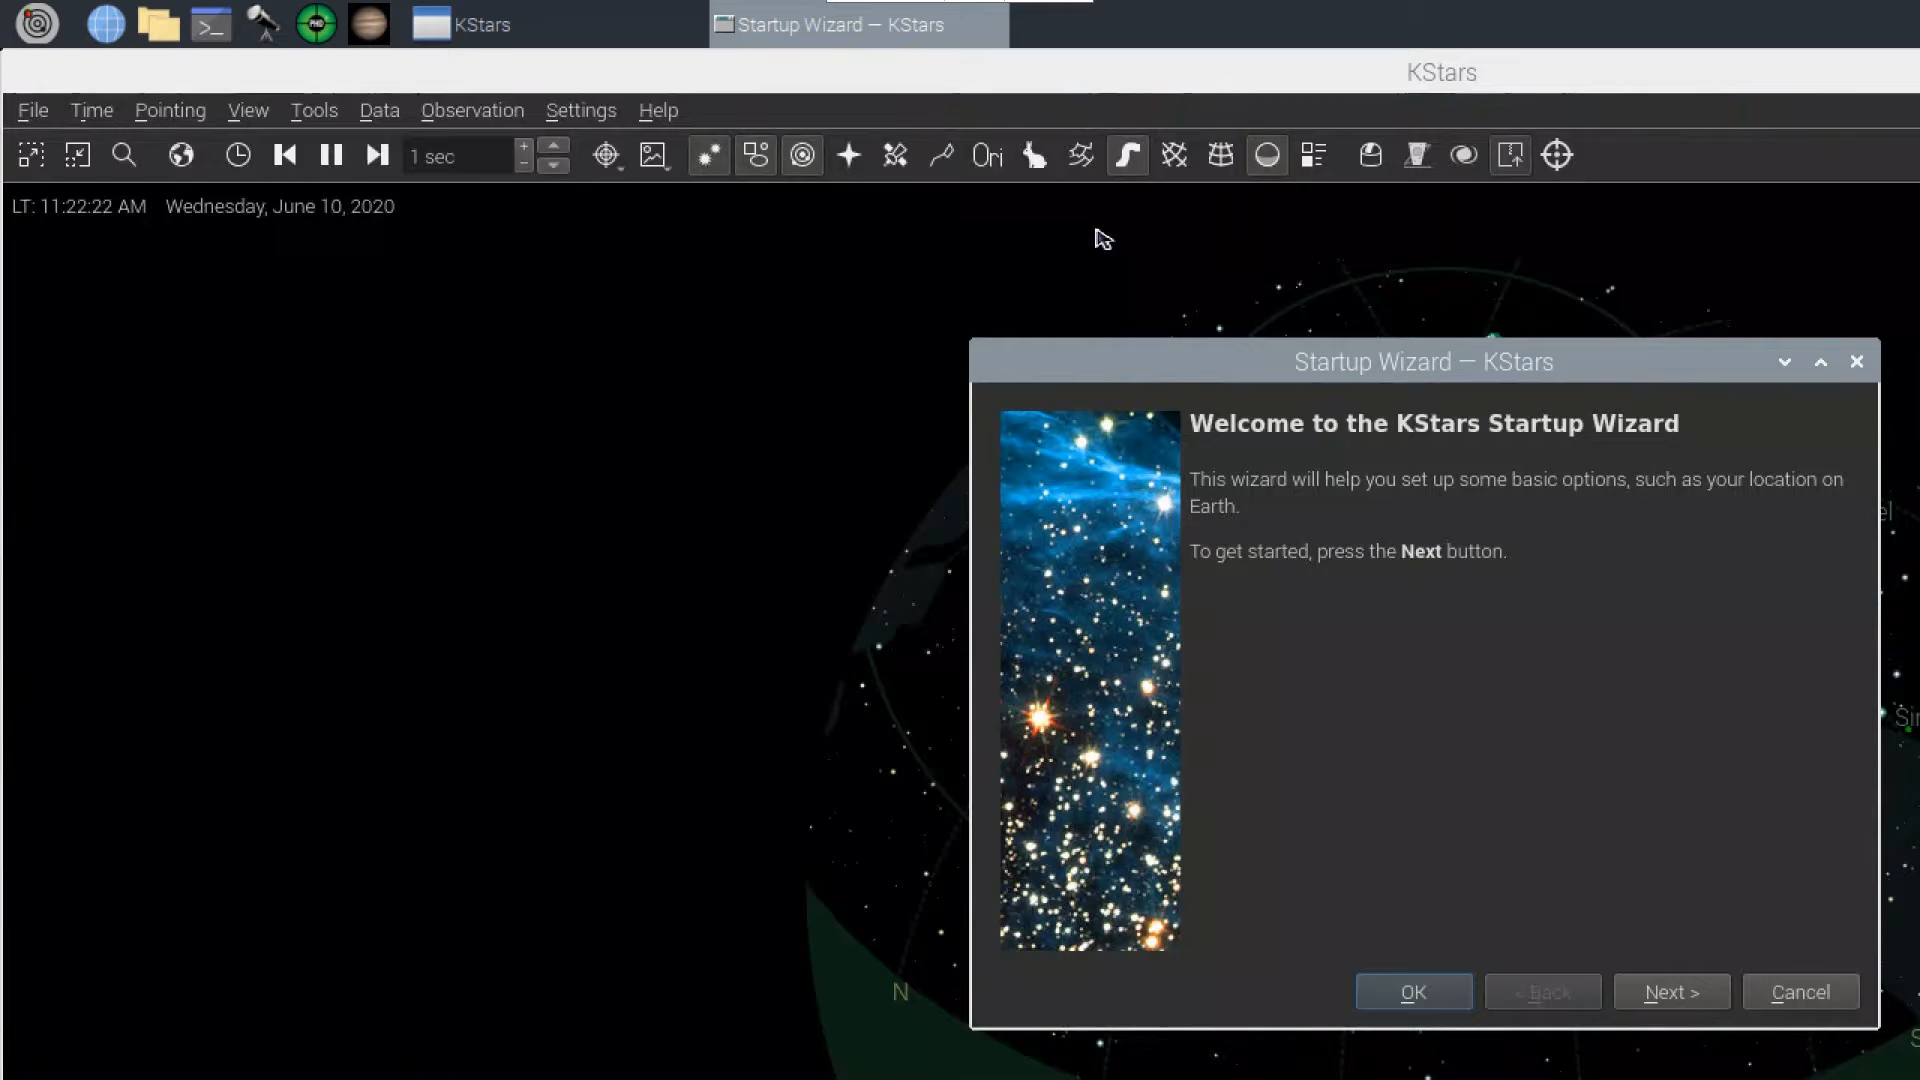 KStars
Startup Wizard — KStars
KStars
File Time Pointing View Tools Data Observation Settings Help
1 sec
Ori
LT: 11:22:22 AM Wednesday, June 10, 2020
Startup Wizard — KStars
Welcome to the KStars Startup Wizard
This wizard will help you set up some basic options, such as your location on
Earth.
To get started, press the Next button.
N
OK < Back Next > Cancel